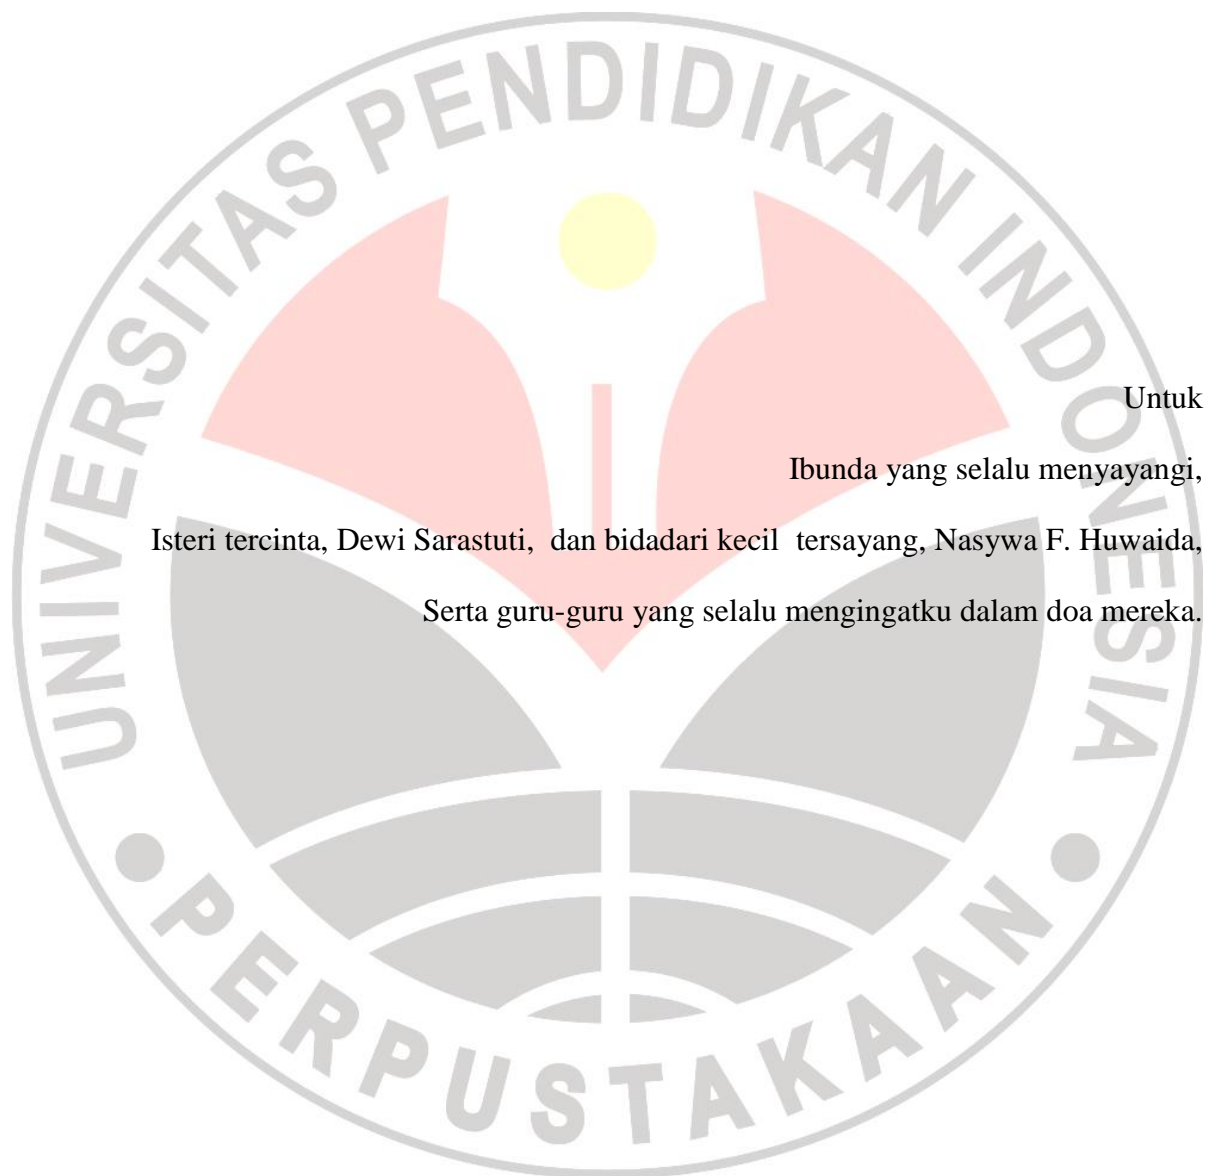 UNIVERSITAS PENDIDIKAN INDONESIA
Untuk
Ibunda yang selalu menyayangi,
Isteri tercinta, Dewi Sarastuti, dan bidadari kecil tersayang, Nasywa F. Huwaida,
Serta guru-guru yang selalu mengingatku dalam doa mereka.
PERPUSTAKAAN